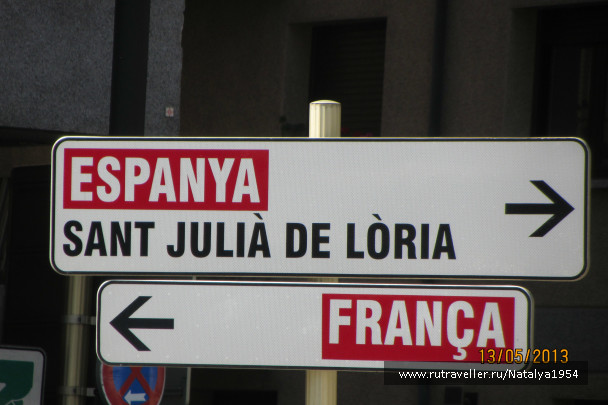 ESPANYA
SANT JULIÀ DE LÒRIA
FRANÇA
13/05/2013
www.rutraveller.ru/Natalya1954